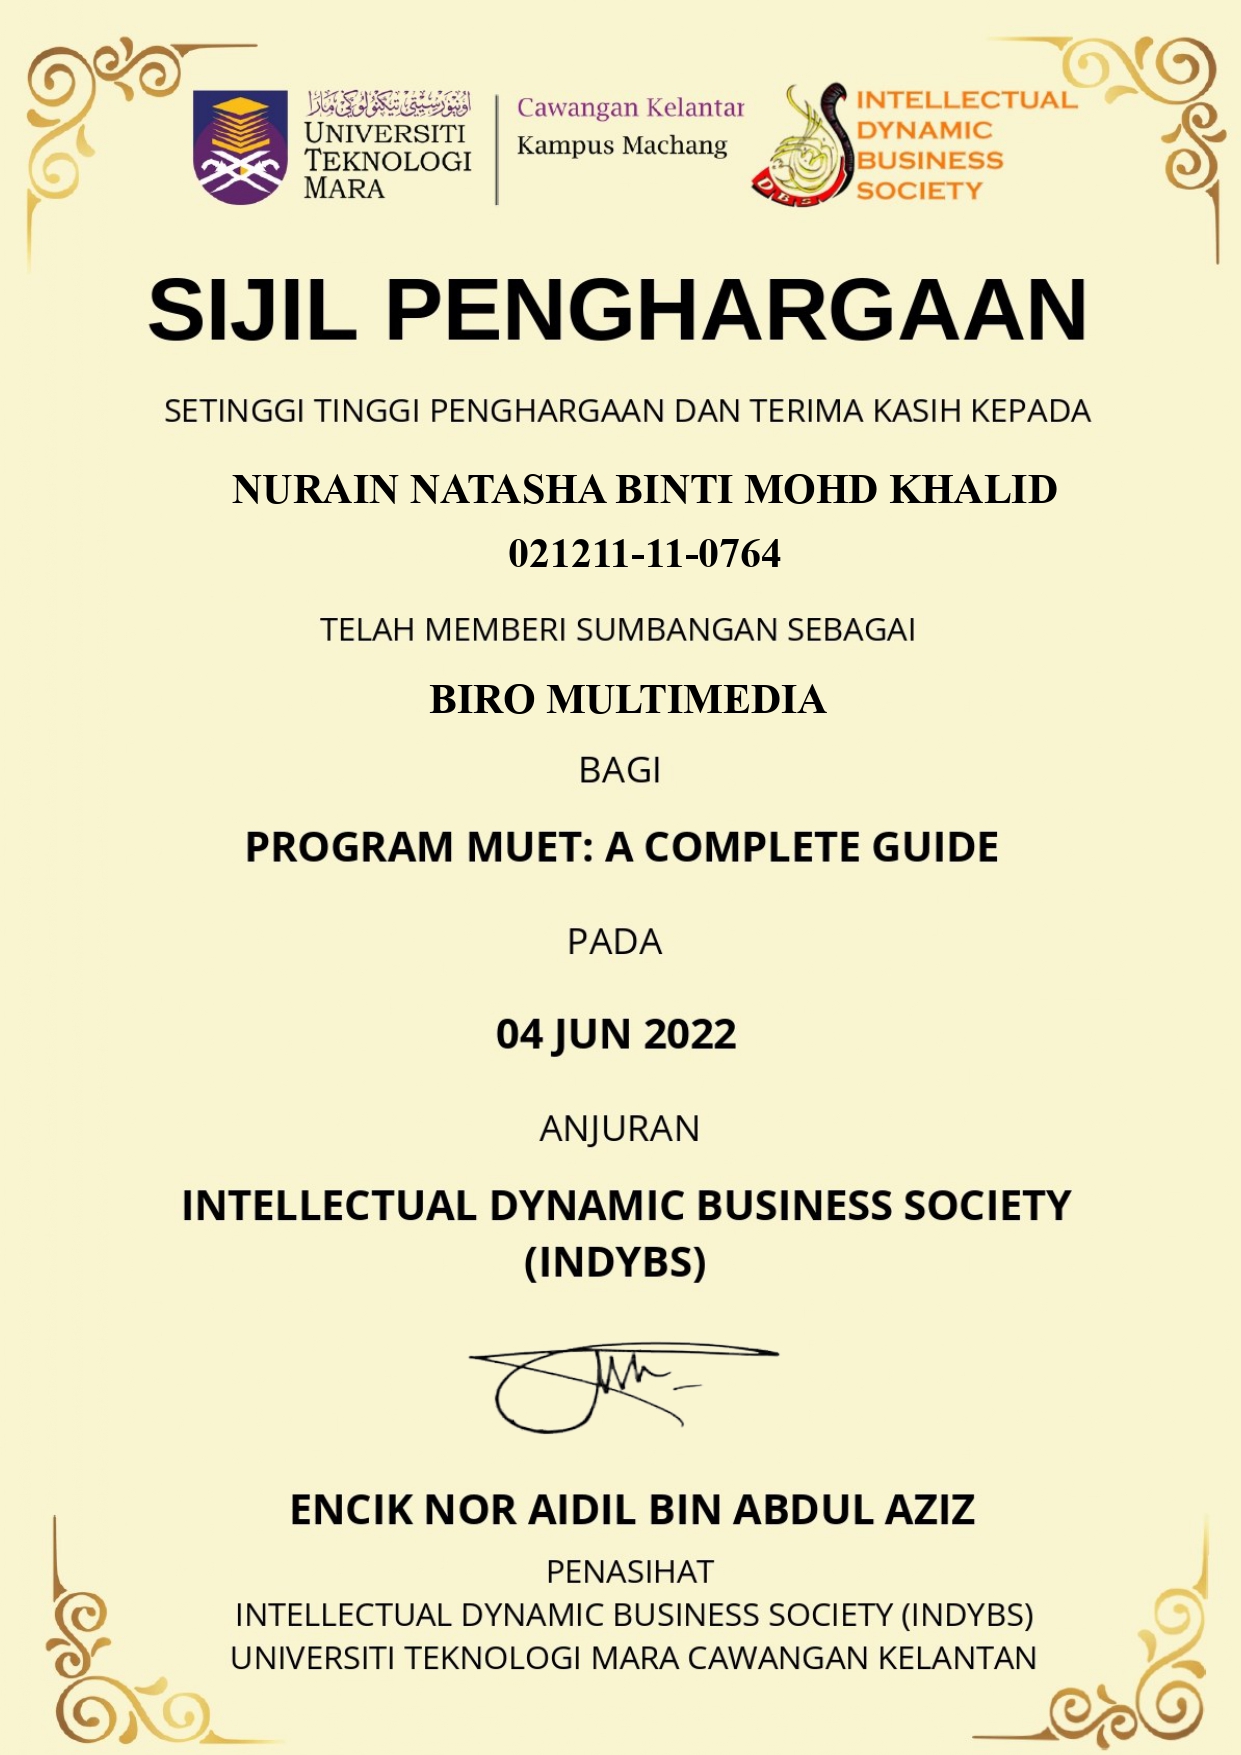 اونيۏرسيتي تيکنولوݢي مارا
UNIVERSITI
TEKNOLOGI
MARA
Cawangan Kelantan
Kampus Machang
DBS
INTELLECTUAL
DYNAMIC
BUSINESS
SOCIETY
SIJIL PENGHARGAAN
SETINGGI TINGGI PENGHARGAAN DAN TERIMA KASIH KEPADA
NURAIN NATASHA BINTI MOHD KHALID
021211-11-0764
TELAH MEMBERI SUMBANGAN SEBAGAI
BIRO MULTIMEDIA
BAGI
PROGRAM MUET: A COMPLETE GUIDE
PADA
04 JUN 2022
ANJURAN
INTELLECTUAL DYNAMIC BUSINESS SOCIETY
(INDYBS)
ENCIK NOR AIDIL BIN ABDUL AZIZ
PENASIHAT
INTELLECTUAL DYNAMIC BUSINESS SOCIETY (INDYBS)
UNIVERSITI TEKNOLOGI MARA CAWANGAN KELANTAN